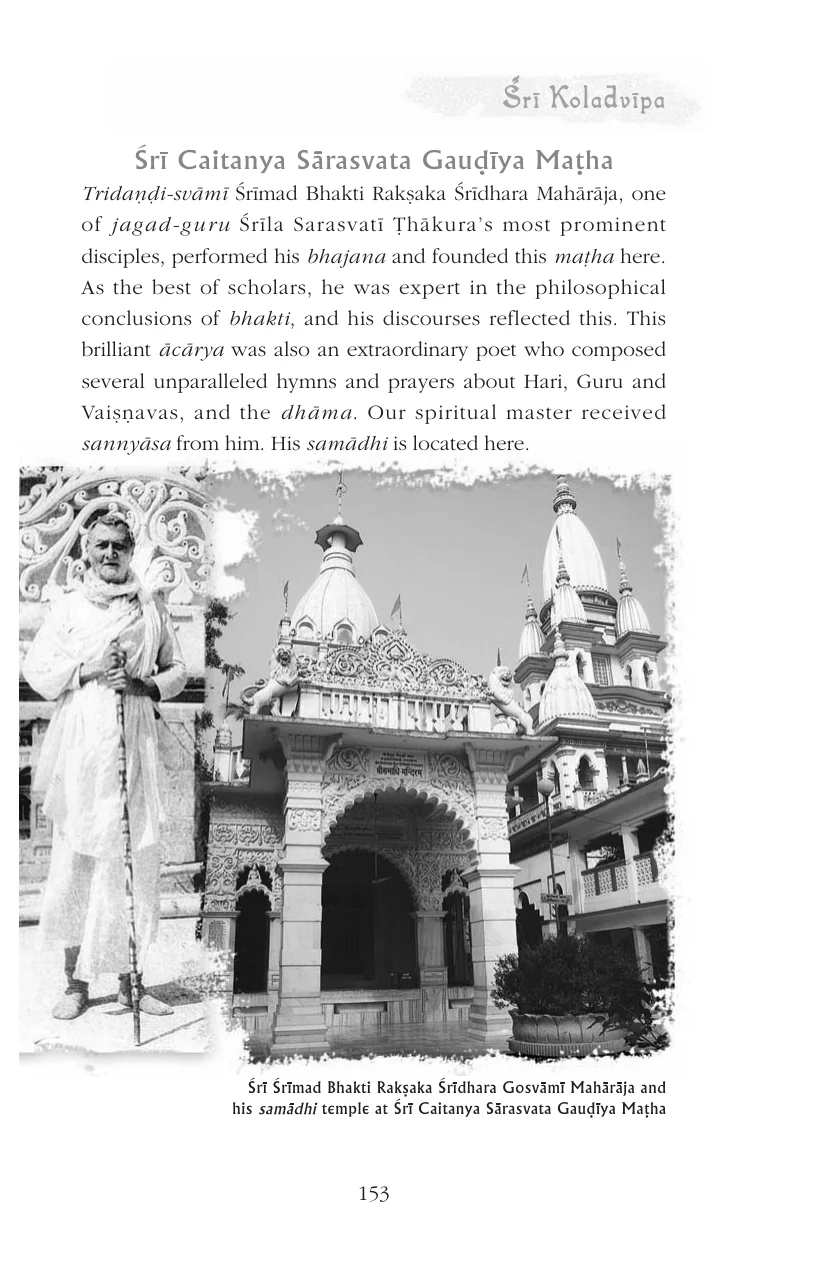 Śrī Koladvīpa
Śrī Caitanya Sārasvata Gauḍīya Maṭha
Tridaṇḍi-svāmī Śrīmad Bhakti Rakṣaka Śrīdhara Mahārāja, one
of jagad-guru Śrīla Sarasvatī Ṭhākura’s most prominent
disciples, performed his bhajana and founded this maṭha here.
As the best of scholars, he was expert in the philosophical
conclusions of bhakti, and his discourses reflected this. This
brilliant ācārya was also an extraordinary poet who composed
several unparalleled hymns and prayers about Hari, Guru and
Vaiṣṇavas, and the dhāma. Our spiritual master received
sannyāsa from him. His samādhi is located here.
श्रीसमाधि मन्दिरम्
Śrī Śrīmad Bhakti Rakṣaka Śrīdhara Gosvāmī Mahārāja and
his samādhi temple at Śrī Caitanya Sārasvata Gauḍīya Maṭha
153